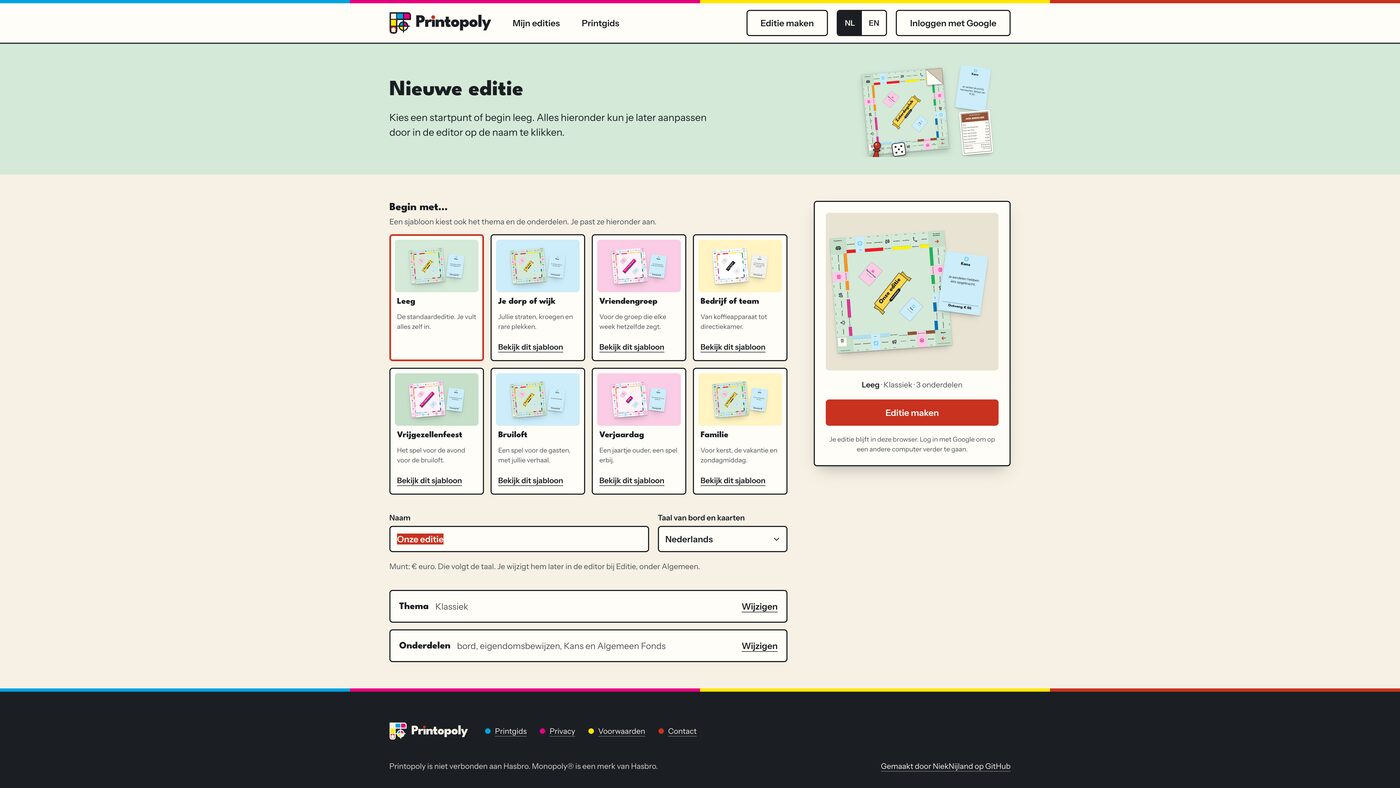 Printopoly
Mijn edities
Printgids
Editie maken
NL
EN
Inloggen met Google
Nieuwe editie
Kies een startpunt of begin leeg. Alles hieronder kun je later aanpassen
door in de editor op de naam te klikken.
Begin met...
Een sjabloon kiest ook het thema en de onderdelen. Je past ze hieronder aan.
Leeg
De standaardeditie. Je vult
alles zelf in.
Je dorp of wijk
Jullie straten, kroegen en
rare plekken.
Bekijk dit sjabloon
Vriendengroep
Voor de groep die elke
week hetzelfde zegt.
Bekijk dit sjabloon
Bedrijf of team
Van koffieapparaat tot
directiekamer.
Bekijk dit sjabloon
Vrijgezellenfeest
Het spel voor de avond
voor de bruiloft.
Bekijk dit sjabloon
Bruiloft
Een spel voor de gasten,
met jullie verhaal.
Bekijk dit sjabloon
Verjaardag
Een jaartje ouder, een spel
erbij.
Bekijk dit sjabloon
Familie
Voor kerst, de vakantie en
zondagmiddag.
Bekijk dit sjabloon
Onze editie
Kans
Leeg · Klassiek · 3 onderdelen
Editie maken
Je editie blijft in deze browser. Log in met Google om op
een andere computer verder te gaan.
Naam
Onze editie
Taal van bord en kaarten
Nederlands
Munt: € euro. Die volgt de taal. Je wijzigt hem later in de editor bij Editie, onder Algemeen.
Thema
Klassiek
Wijzigen
Onderdelen
bord, eigendomsbewijzen, Kans en Algemeen Fonds
Wijzigen
Printopoly
Printgids
Privacy
Voorwaarden
Contact
Printopoly is niet verbonden aan Hasbro. Monopoly® is een merk van Hasbro.
Gemaakt door NiekNijland op GitHub